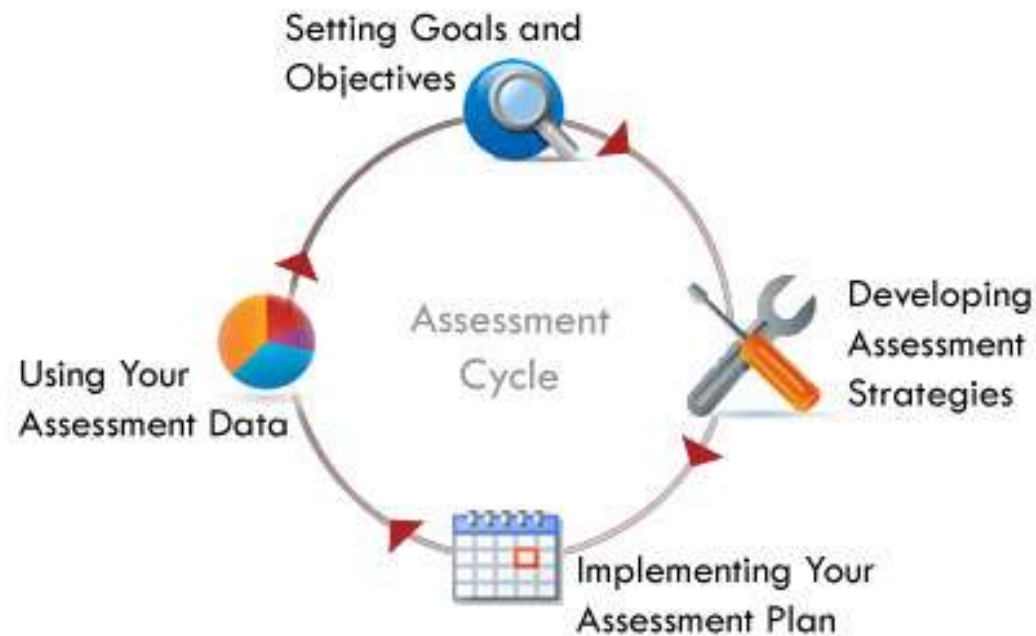 Setting Goals and
Objectives
Developing
Assessment
Strategies
Assessment
Cycle
Using Your
Assessment Data
Implementing Your
Assessment Plan